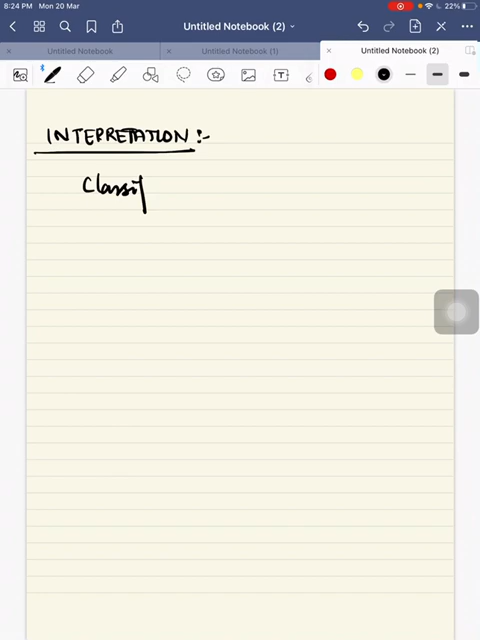 8:24 PM Mon 20 Mar 22%
Untitled Notebook (2)
Untitled Notebook Untitled Notebook (1) Untitled Notebook (2)
INTEPRETATION :-
Classif